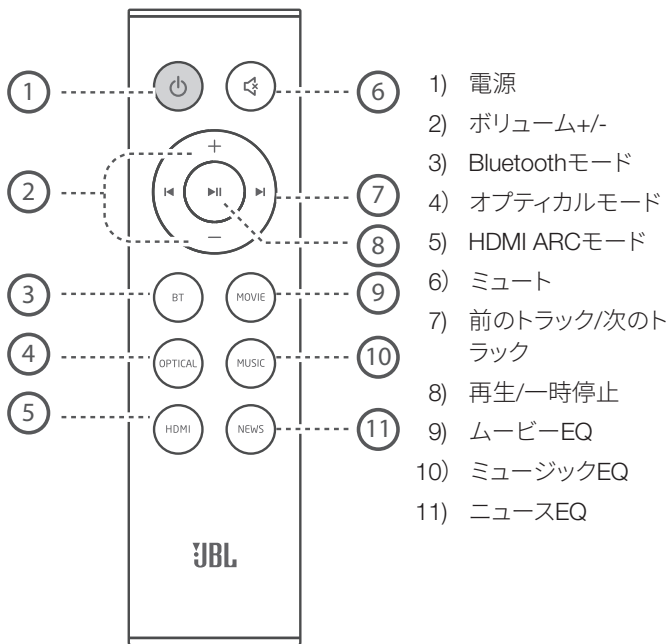 1
2
3
4
5
BT
OPTICAL
HDMI
MOVIE
MUSIC
NEWS
JBL
6
7
8
9
10
11
1) 電源
2) ボリューム+/-
3) Bluetoothモード
4) オプティカルモード
5) HDMI ARCモード
6) ミュート
7) 前のトラック/次のト
ラック
8) 再生/一時停止
9) ムービーEQ
10) ミュージックEQ
11) ニュースEQ